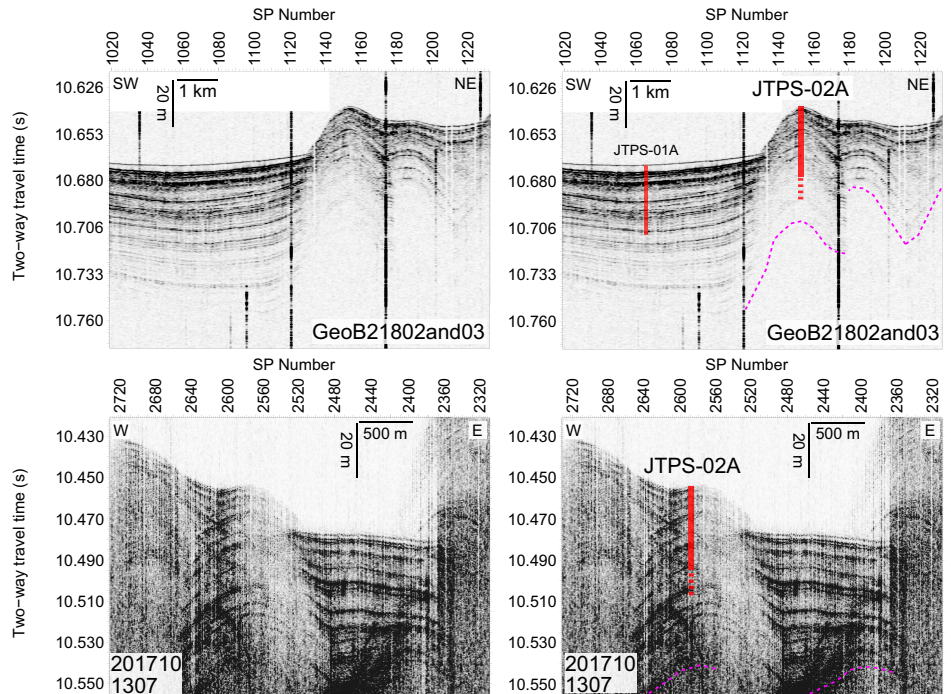 SP Number
SP Number
1020 1040 1060 1080 1100 1120 1140 1160 1180 1200 1220
1020 1040 1060 1080 1100 1120 1140 1160 1180 1200 1220
Two−way travel time (s)
10.626
10.653
10.680
10.706
10.733
10.760
SW
20 m
1 km
GeoB21802and03
10.626
10.653
10.680
10.706
10.733
10.760
SW
20 m
1 km
JTPS-02A
NE
JTPS-01A
GeoB21802and03
SP Number
SP Number
2720 2680 2640 2600 2560 2520 2480 2440 2400 2360 2320
2720 2680 2640 2600 2560 2520 2480 2440 2400 2360 2320
Two−way travel time (s)
10.430
10.450
10.470
10.490
10.510
10.530
10.550
W
20 m
500 m
E
201710
1307
10.430
10.450
10.470
10.490
10.510
10.530
10.550
W
20 m
500 m
E
JTPS-02A
201710
1307